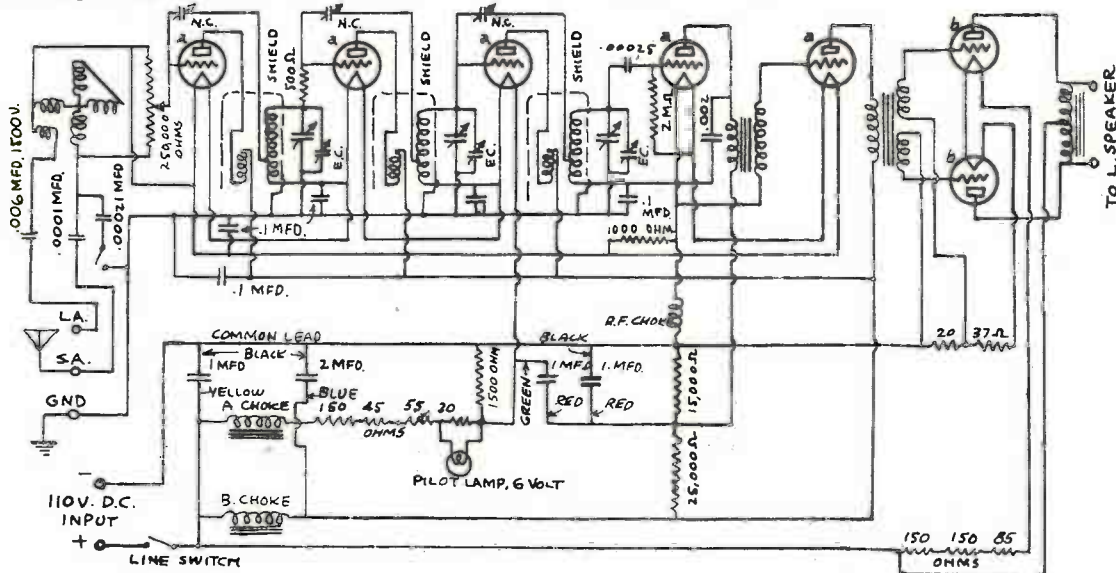 N.C.
N.C.
N.C.
a
a
a
a
a
b
b
SHIELD
500Ω
SHIELD
SHIELD
.00025
2 MΩ
.002
250,000
OHMS
E.C.
E.C.
E.C.
.006 MFD, 1500V.
.0001 MFD.
.00021 MFD
.1 MFD.
.1
MFD.
1000 OHM
.1 MFD.
TO L. SPEAKER
L.A.
S.A.
GND
R.F. CHOKE
COMMON LEAD
BLACK
1 MFD
2 MFD.
YELLOW
BLUE
A CHOKE
150 45 55 20
OHMS
1500 OHM
GREEN
BLACK
1 MFD
1. MFD.
RED
RED
15,000Ω
25,000Ω
20 37Ω
PILOT LAMP, 6 VOLT
-
110V. D.C.
INPUT
+
B. CHOKE
LINE SWITCH
150 150 85
OHMS